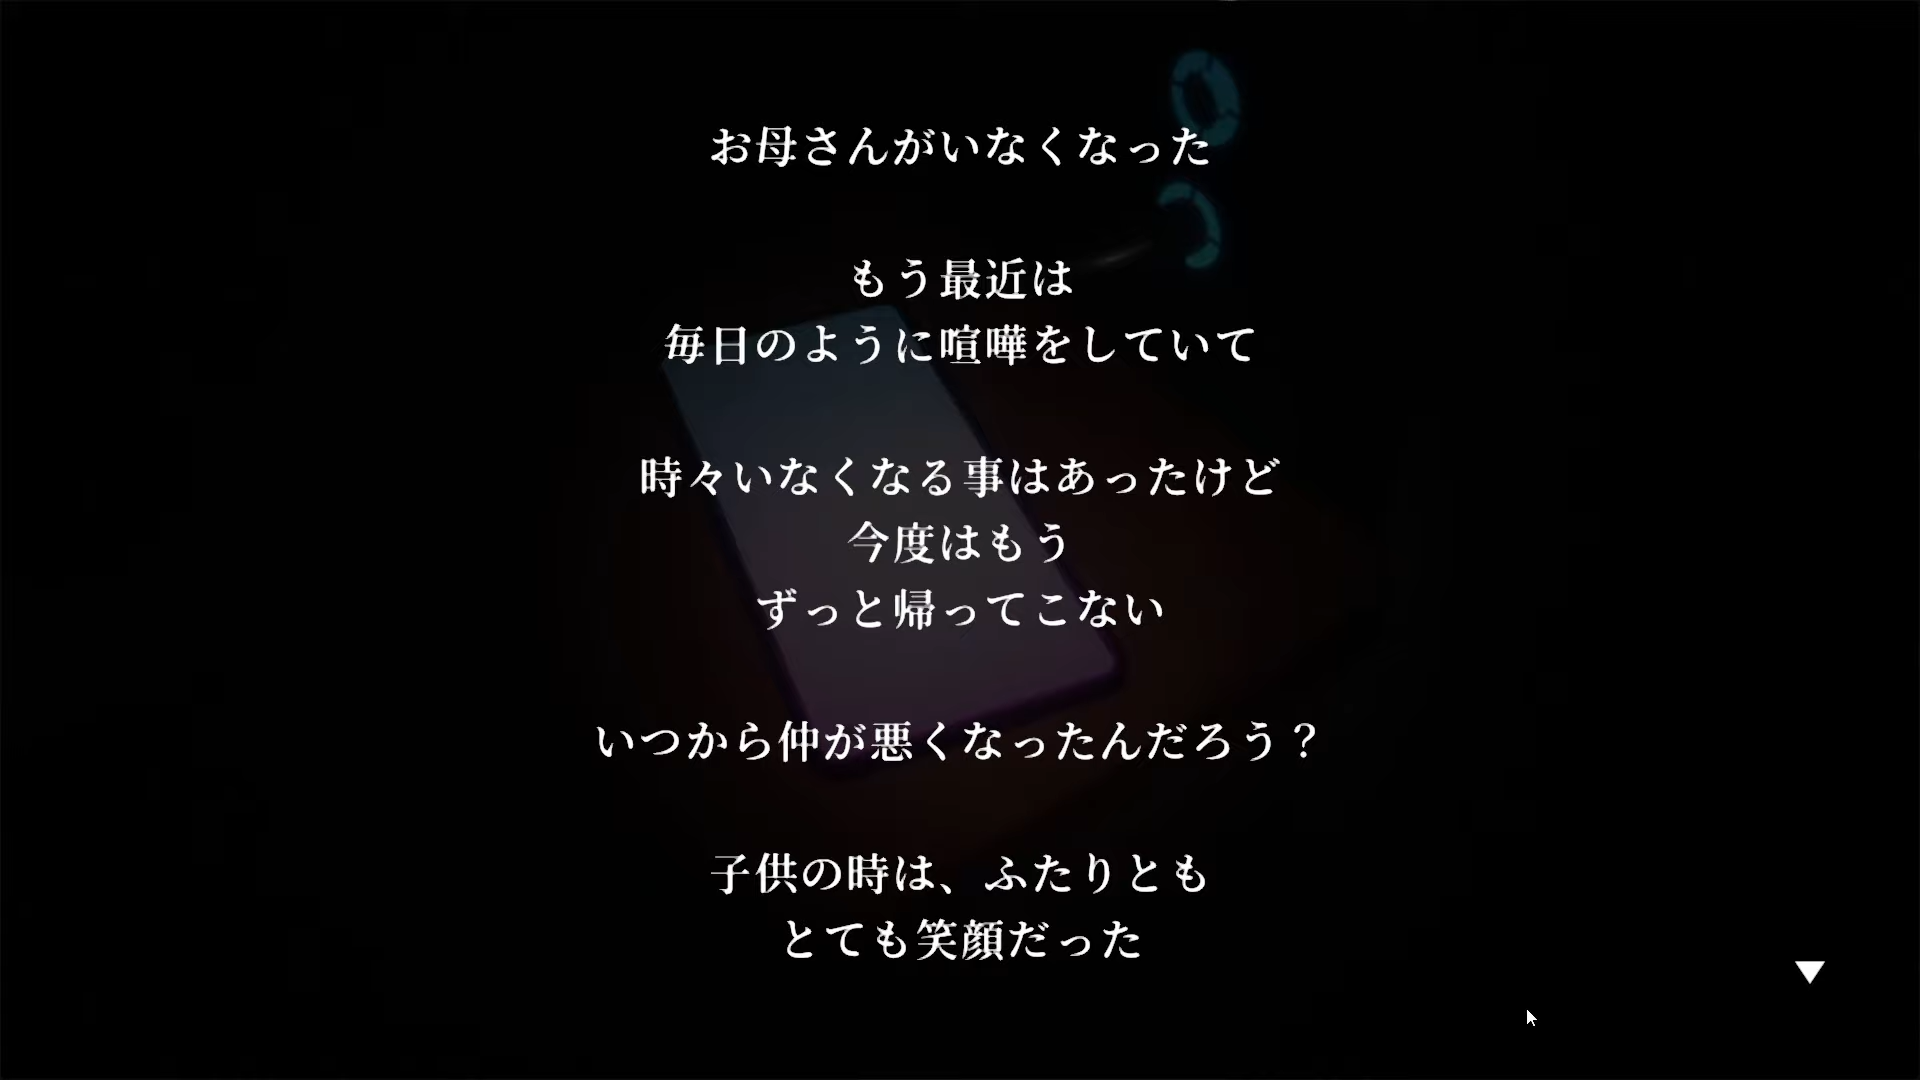 お母さんがいなくなった
もう最近は
毎日のように喧嘩をしていて
時々いなくなる事はあったけど
今度はもう
ずっと帰ってこない
いつから仲が悪くなったんだろう？
子供の時は、ふたりとも
とても笑顔だった